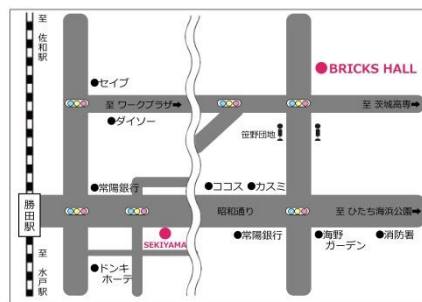 至
佐
和
駅
●セイブ
●BRICKS HALL
至 ワークプラザ➡
至 茨城高専➡
●ダイソー
笹野団地
●常陽銀行
●ココス ●カスミ
勝田駅
昭和通り
至 ひたち海浜公園➡
SEKIYAMA
●常陽銀行
●海野
ガーデン
●消防署
至
水
戸
駅
●ドンキ
ホーテ